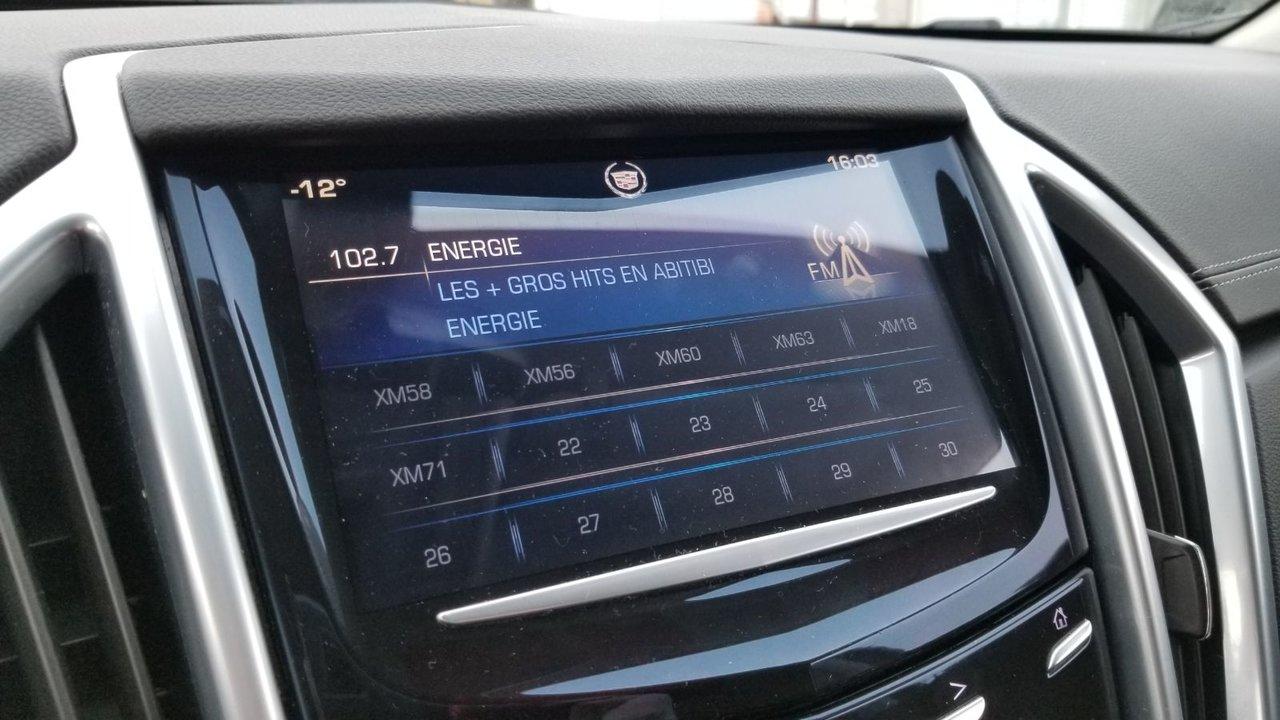 -12° 16:03
102.7 ENERGIE
LES + GROS HITS EN ABITIBI
ENERGIE
FM
XM58 XM56 XM60 XM63 XM18
XM71 22 23 24 25
26 27 28 29 30